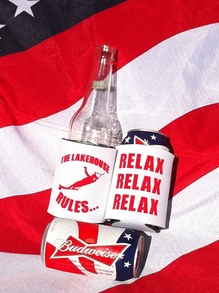 THE LAKEHOUSE
RULES...
RELAX
RELAX
RELAX
Budweiser